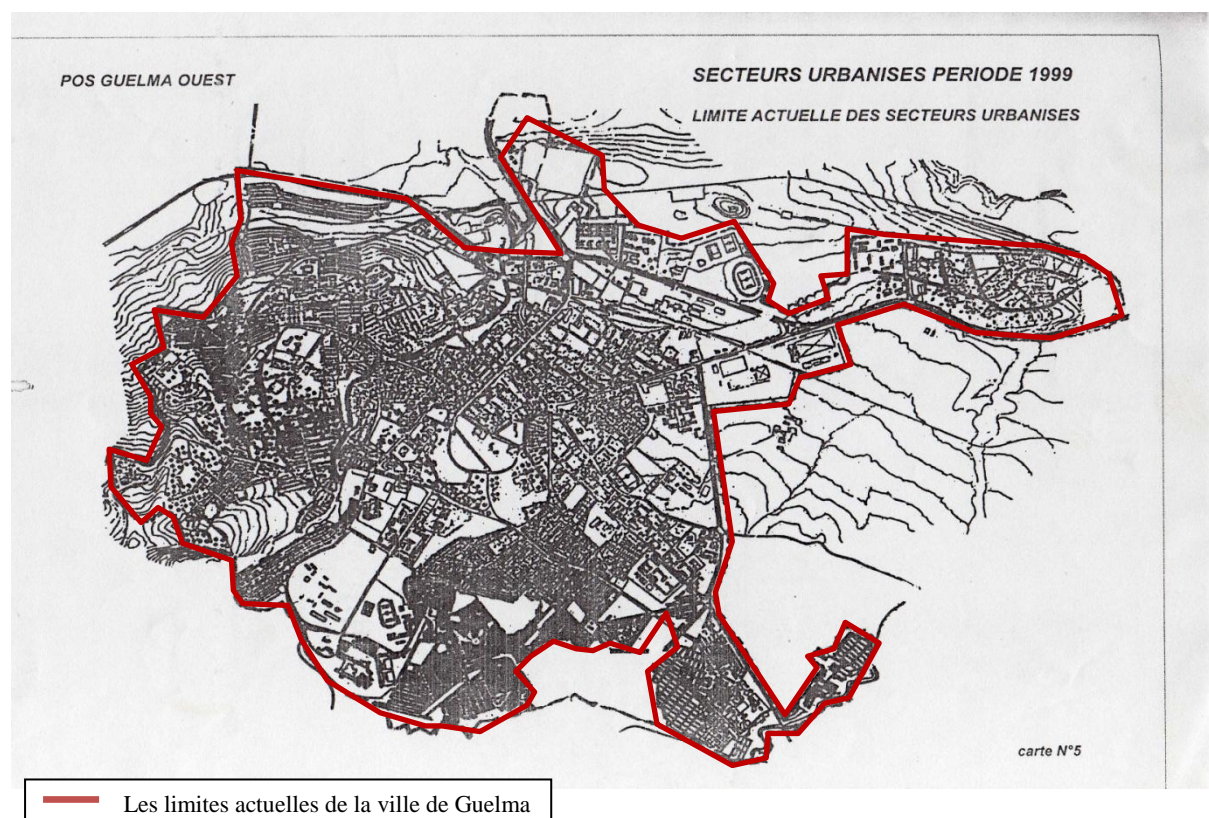 POS GUELMA OUEST
SECTEURS URBANISES PERIODE 1999
LIMITE ACTUELLE DES SECTEURS URBANISES
carte N°5
Les limites actuelles de la ville de Guelma